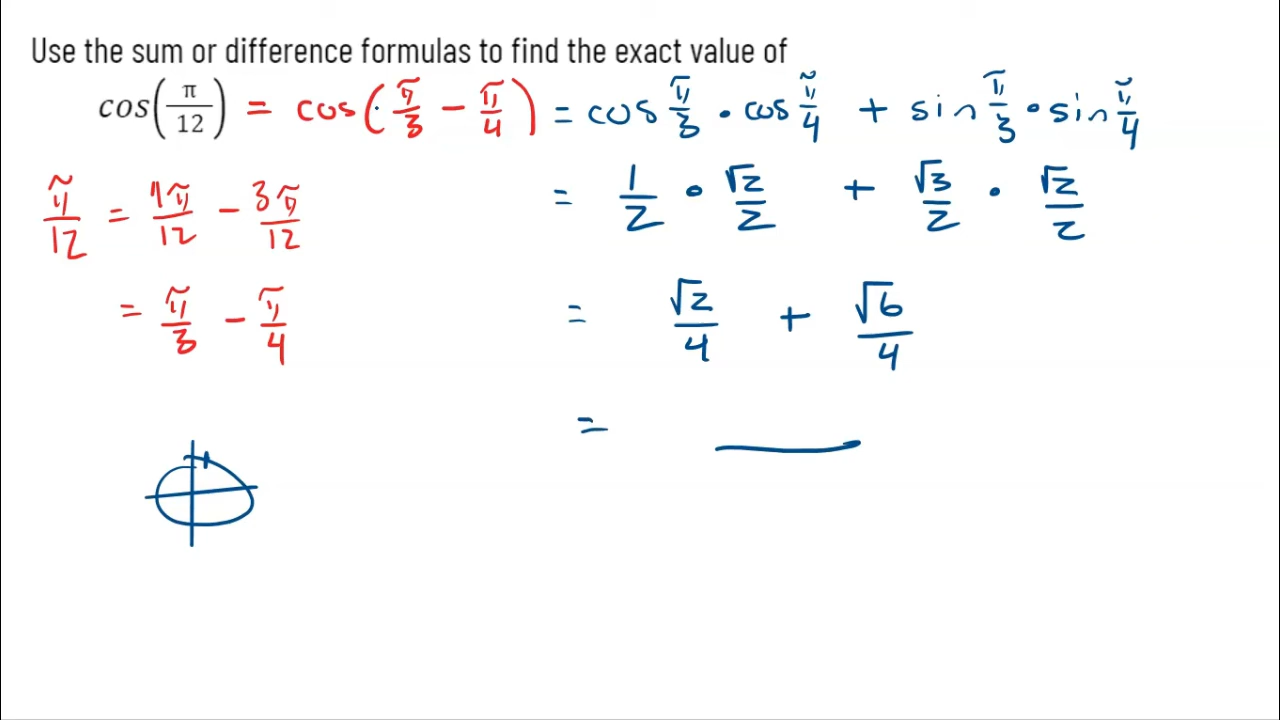 Use the sum or difference formulas to find the exact value of
cos(π/12) = cos(π/3 − π/4) = cos π/3 · cos π/4 + sin π/3 · sin π/4
π/12 = 4π/12 − 3π/12
= 1/2 · √2/2 + √3/2 · √2/2
= π/3 − π/4
= √2/4 + √6/4
=